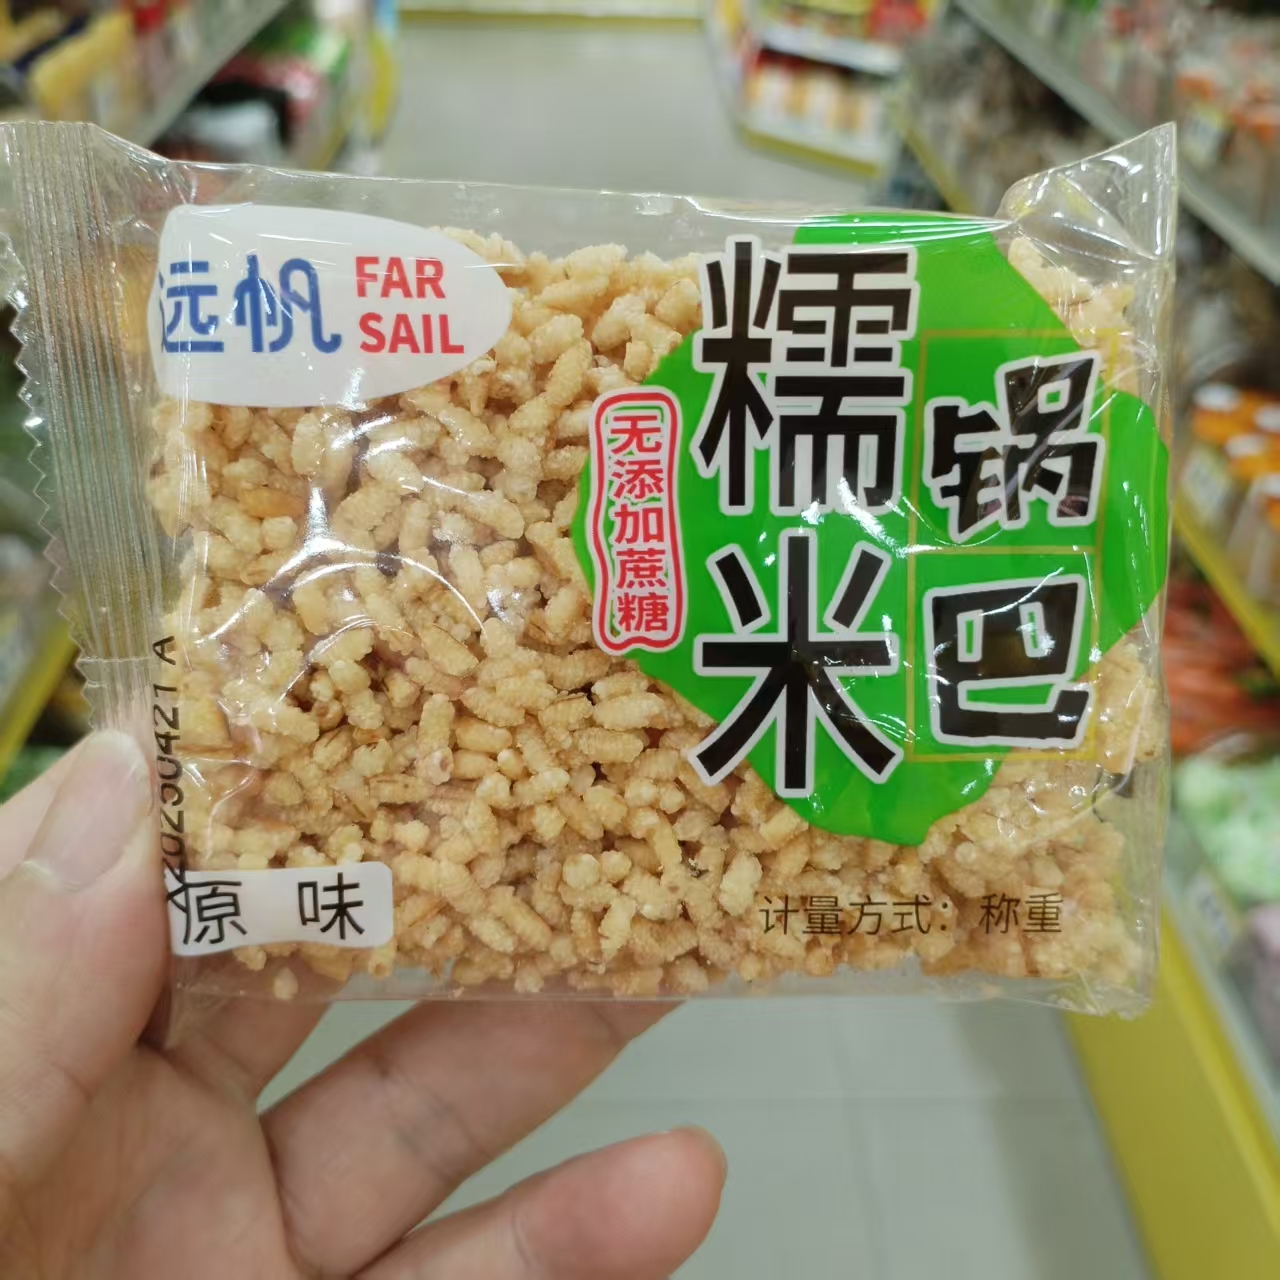 远帆
FAR
SAIL
糯米
锅巴
无添加蔗糖
20230421 A
原味
计量方式：称重